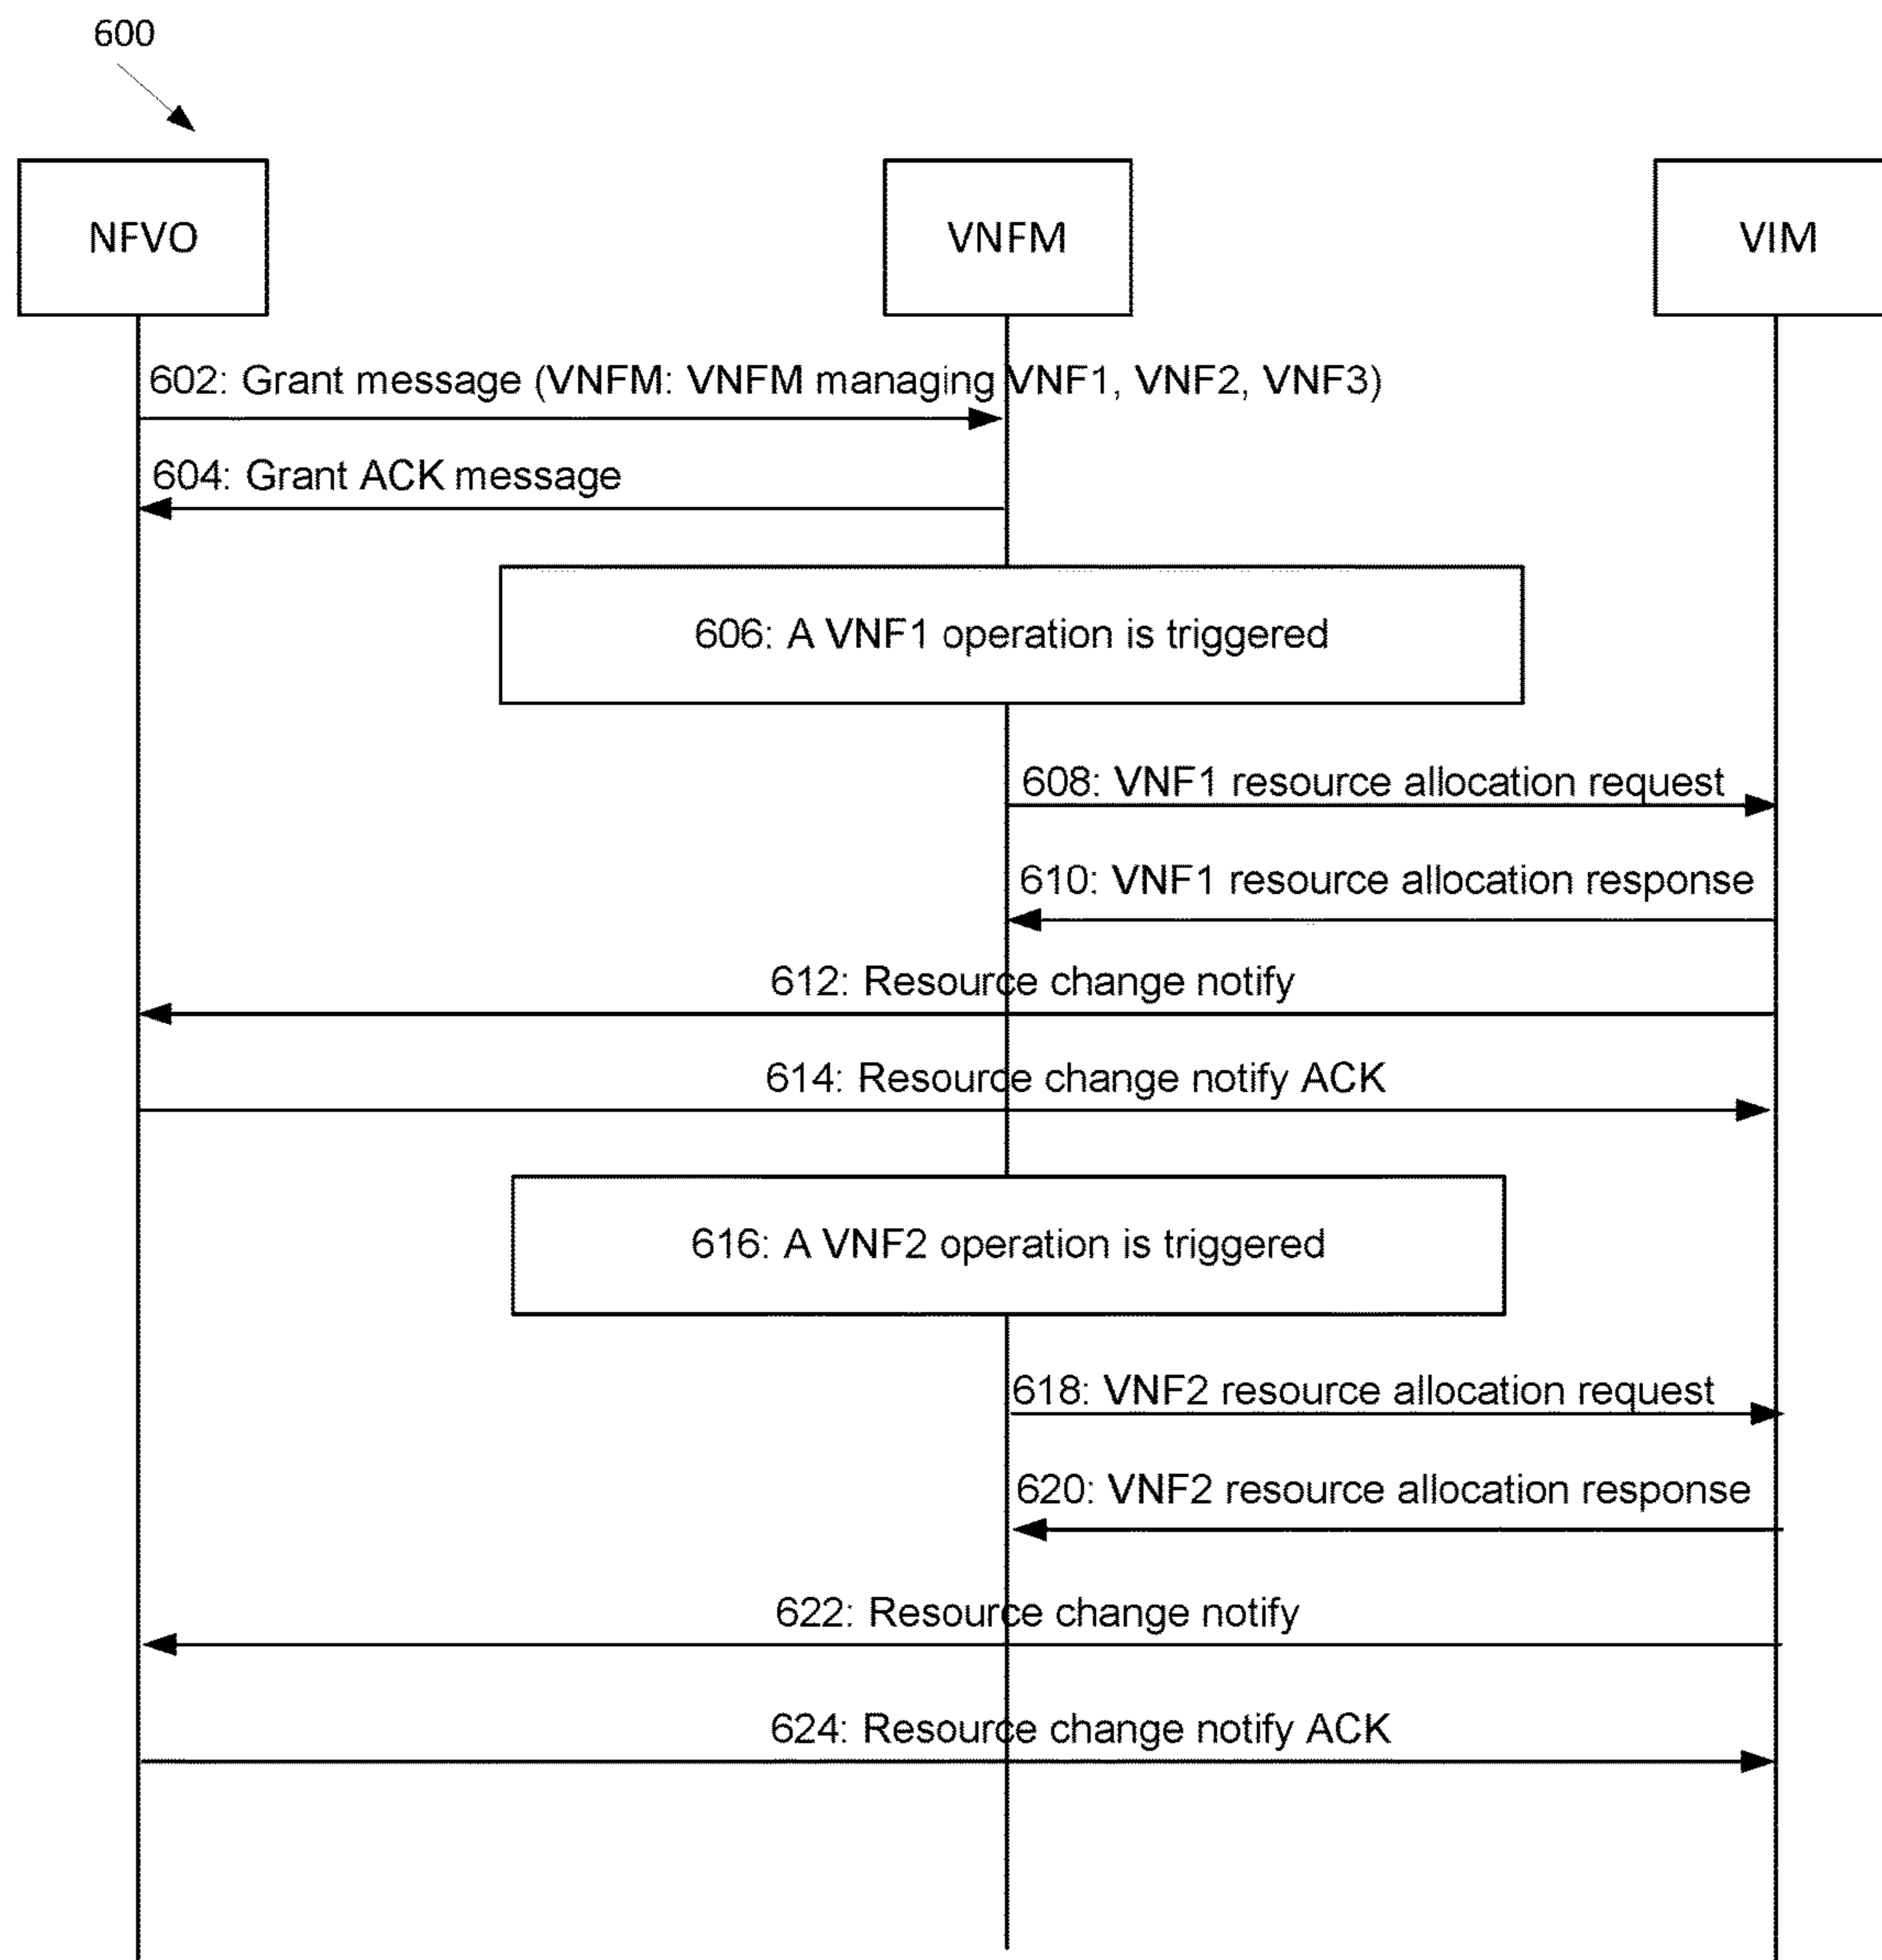 600
NFVO
VNFM
VIM
602: Grant message (VNFM: VNFM managing VNF1, VNF2, VNF3)
604: Grant ACK message
606: A VNF1 operation is triggered
608: VNF1 resource allocation request
610: VNF1 resource allocation response
612: Resource change notify
614: Resource change notify ACK
616: A VNF2 operation is triggered
618: VNF2 resource allocation request
620: VNF2 resource allocation response
622: Resource change notify
624: Resource change notify ACK